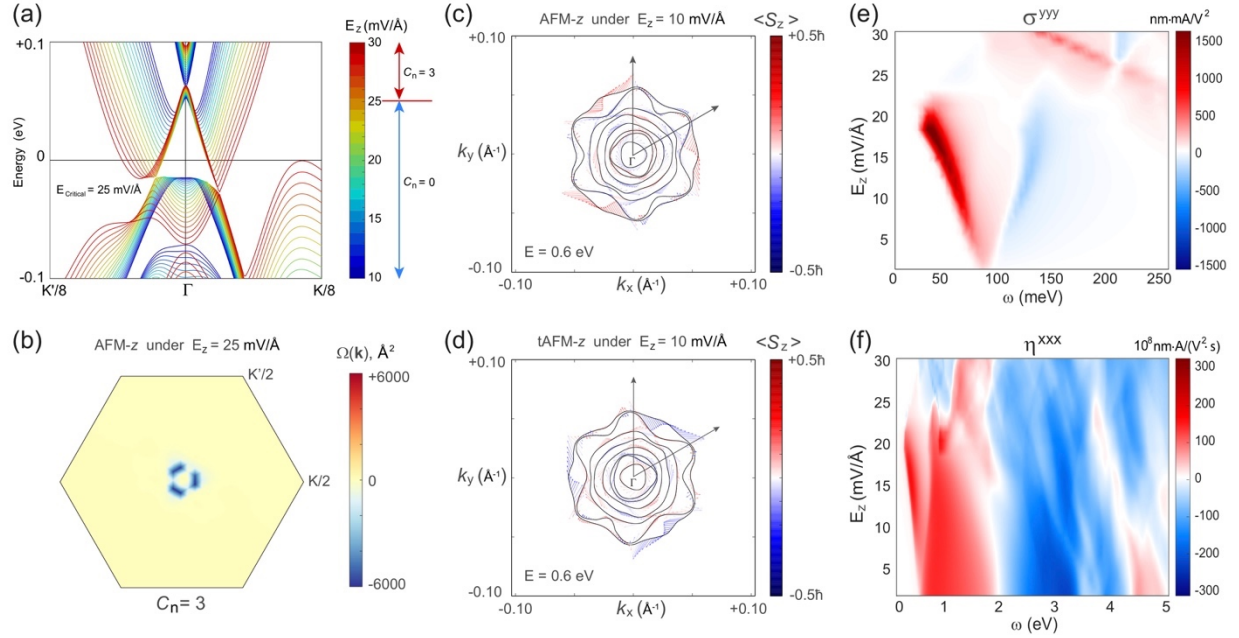 (a)
E_z (mV/Å)
+0.1
0
-0.1
Energy (eV)
E_Critical = 25 mV/Å
K'/8
Γ
K/8
30
25
20
15
10
C_n = 3
C_n = 0
(b)
AFM-z under E_z = 25 mV/Å
Ω(k), Å²
K'/2
K/2
+6000
0
-6000
C_n = 3
(c)
AFM-z under E_z = 10 mV/Å
<S_z>
+0.10
k_y (Å⁻¹)
Γ
E = 0.6 eV
-0.10
-0.10
k_x (Å⁻¹)
+0.10
+0.5ħ
-0.5ħ
(d)
tAFM-z under E_z = 10 mV/Å
<S_z>
+0.10
k_y (Å⁻¹)
Γ
E = 0.6 eV
-0.10
-0.10
k_x (Å⁻¹)
+0.10
+0.5ħ
-0.5ħ
(e)
σ^yyy
nm·mA/V²
30
25
20
15
10
5
E_z (mV/Å)
0
50
100
150
200
250
ω (meV)
1500
1000
500
0
-500
-1000
-1500
(f)
η^xxx
10⁸nm·A/(V²s)
30
25
20
15
10
5
E_z (mV/Å)
0
1
2
3
4
5
ω (eV)
300
200
100
0
-100
-200
-300